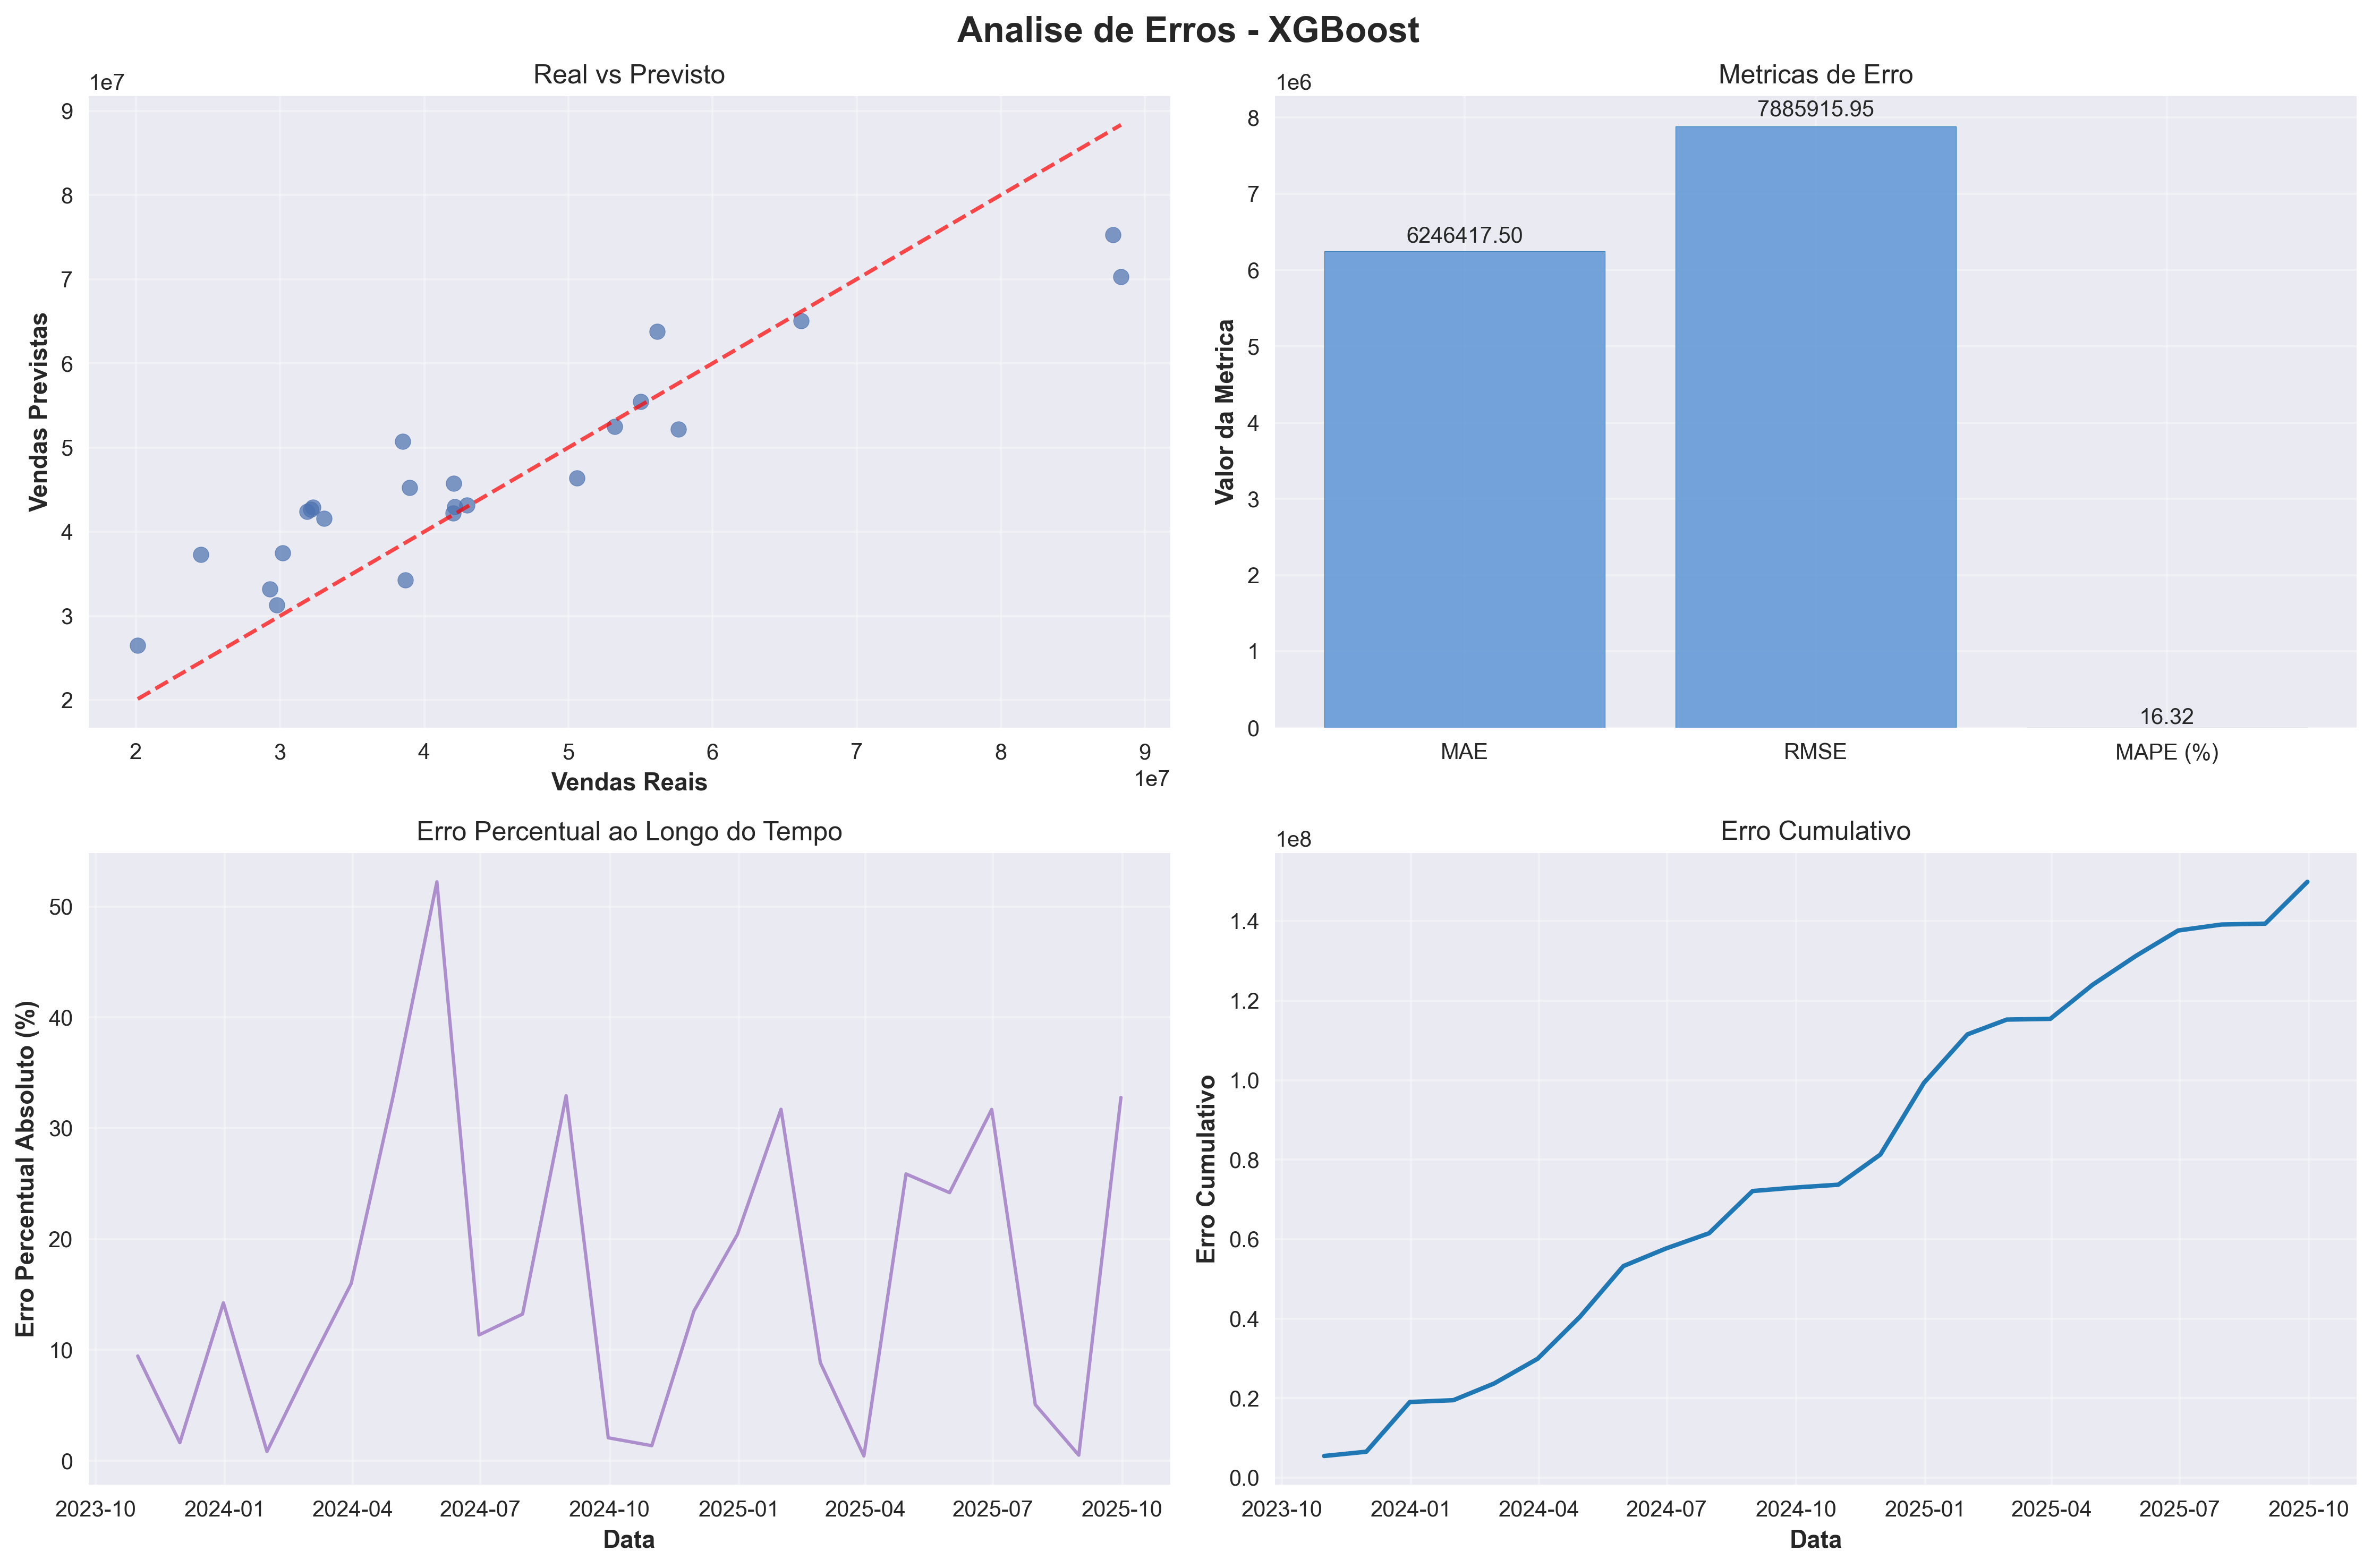 Analise de Erros - XGBoost
Real vs Previsto
1e7
9
8
7
6
5
4
3
2
Vendas Previstas
2 3 4 5 6 7 8 9
1e7
Vendas Reais
Metricas de Erro
1e6
8
7
6
5
4
3
2
1
0
Valor da Metrica
6246417.50
7885915.95
16.32
MAE RMSE MAPE (%)
Erro Percentual ao Longo do Tempo
50
40
30
20
10
0
Erro Percentual Absoluto (%)
2023-10 2024-01 2024-04 2024-07 2024-10 2025-01 2025-04 2025-07 2025-10
Data
Erro Cumulativo
1e8
1.4
1.2
1.0
0.8
0.6
0.4
0.2
0.0
Erro Cumulativo
2023-10 2024-01 2024-04 2024-07 2024-10 2025-01 2025-04 2025-07 2025-10
Data